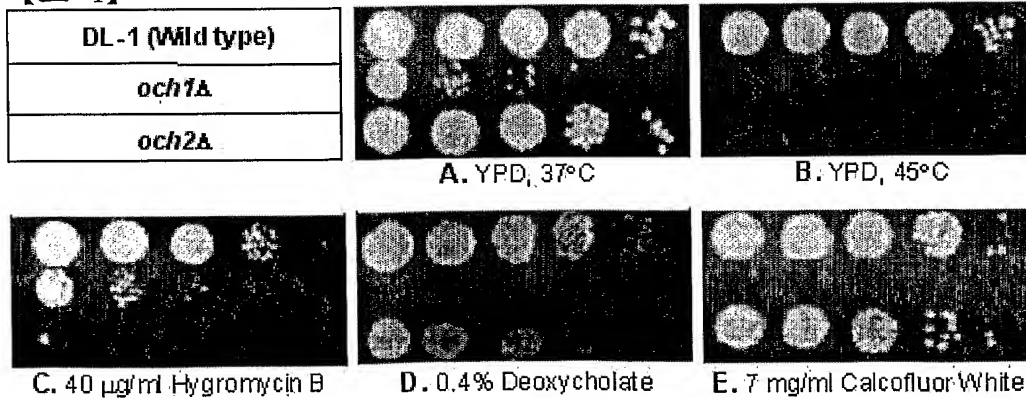 DL-1 (Wild type)
och1Δ
och2Δ
A. YPD, 37°C
B. YPD, 45°C
C. 40 µg/ml Hygromycin B
D. 0.4% Deoxycholate
E. 7 mg/ml Calcofluor White